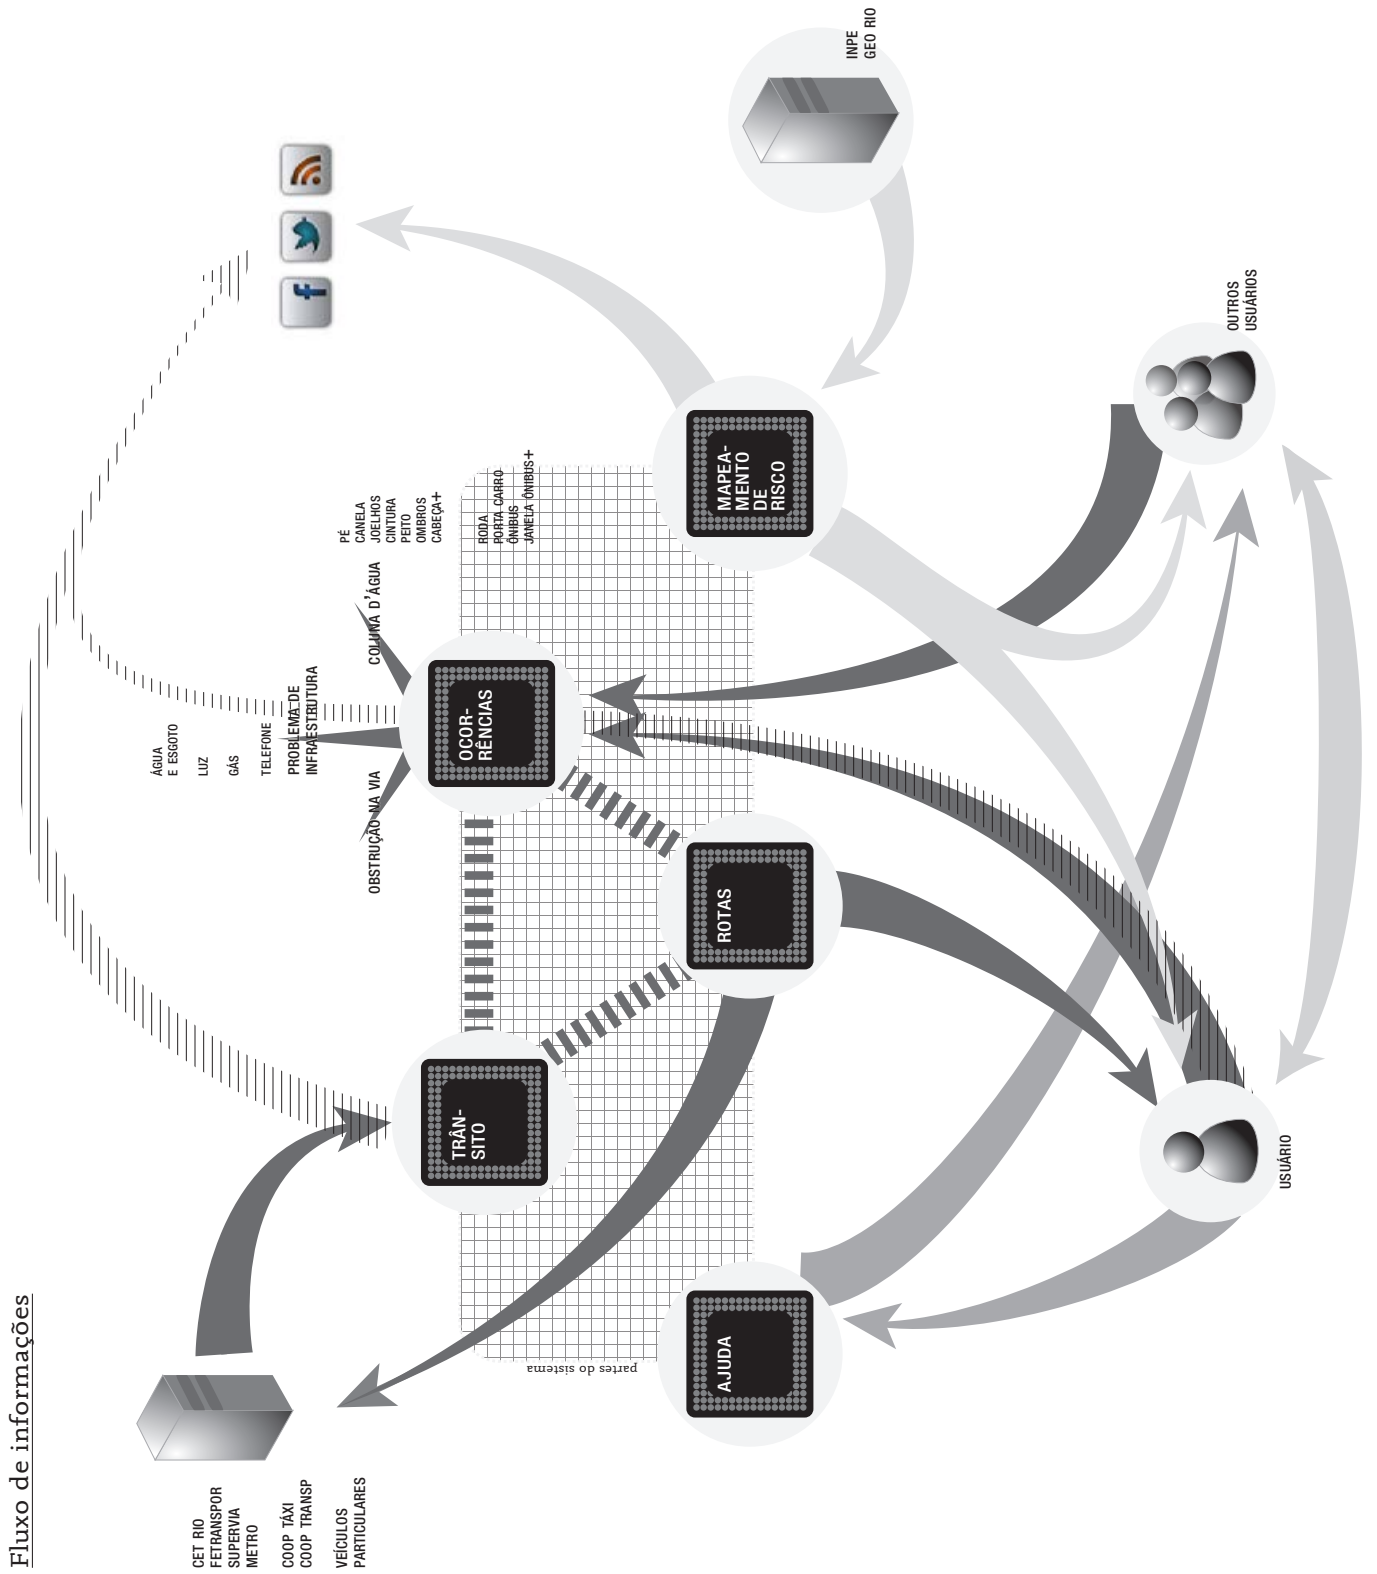 Fluxo de informações
CET RIO
FETRANSPOR
SUPERVIA
METRO
COOP TÁXI
COOP TRANSP
VEÍCULOS
PARTICULARES
ÁGUA
E ESGOTO
LUZ
GÁS
TELEFONE
PROBLEMA DE
INFRAESTRUTURA
OBSTRUÇÃO NA VIA
COLUNA D'ÁGUA
PÉ
CANELA
JOELHOS
CINTURA
PEITO
OMBROS
CABEÇA+
RODA
PORTA CARRO
ÔNIBUS
JANELA ÔNIBUS+
f
TRÂN-
SITO
OCOR-
RÊNCIAS
partes do sistema
AJUDA
ROTAS
MAPEA-
MENTO
DE
RISCO
INPE
GEO RIO
USUÁRIO
OUTROS
USUÁRIOS